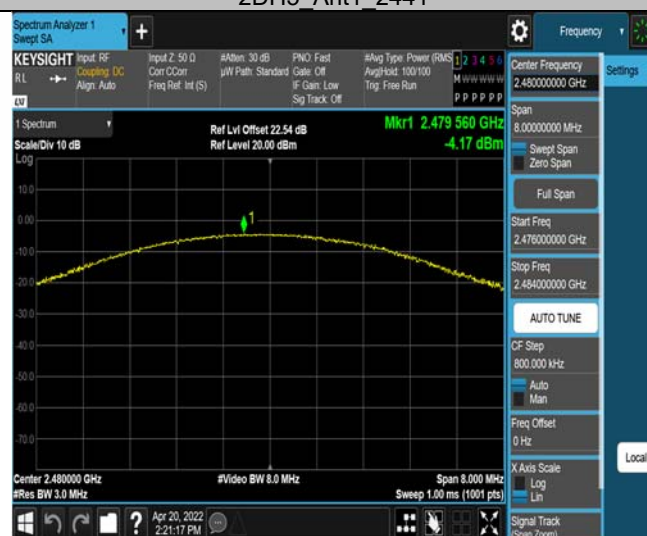 2DH5_Ant1_2441
Spectrum Analyzer 1
Swept SA
Frequency
KEYSIGHT
RL
Input: RF
Coupling: DC
Align: Auto
Input Z: 50 Ω
Corr CCorr
Freq Ref: Int (S)
#Atten: 30 dB
µW Path: Standard
PNO: Fast
Gate: Off
IF Gain: Low
Sig Track: Off
#Avg Type: Power (RMS
Avg|Hold: 100/100
Trig: Free Run
1 2 3 4 5 6
M W W W W W
P P P P P P
LXI
1 Spectrum
Scale/Div 10 dB
Ref Lvl Offset 22.54 dB
Ref Level 20.00 dBm
Mkr1 2.479 560 GHz
-4.17 dBm
Log
10.0
0.00
-10.0
-20.0
-30.0
-40.0
-50.0
-60.0
-70.0
1
Center 2.480000 GHz
#Res BW 3.0 MHz
#Video BW 8.0 MHz
Span 8.000 MHz
Sweep 1.00 ms (1001 pts)
Apr 20, 2022
2:21:17 PM
Center Frequency
2.480000000 GHz
Settings
Span
8.00000000 MHz
Swept Span
Zero Span
Full Span
Start Freq
2.476000000 GHz
Stop Freq
2.484000000 GHz
AUTO TUNE
CF Step
800.000 kHz
Auto
Man
Freq Offset
0 Hz
Local
X Axis Scale
Log
Lin
Signal Track
(Span Zoom)